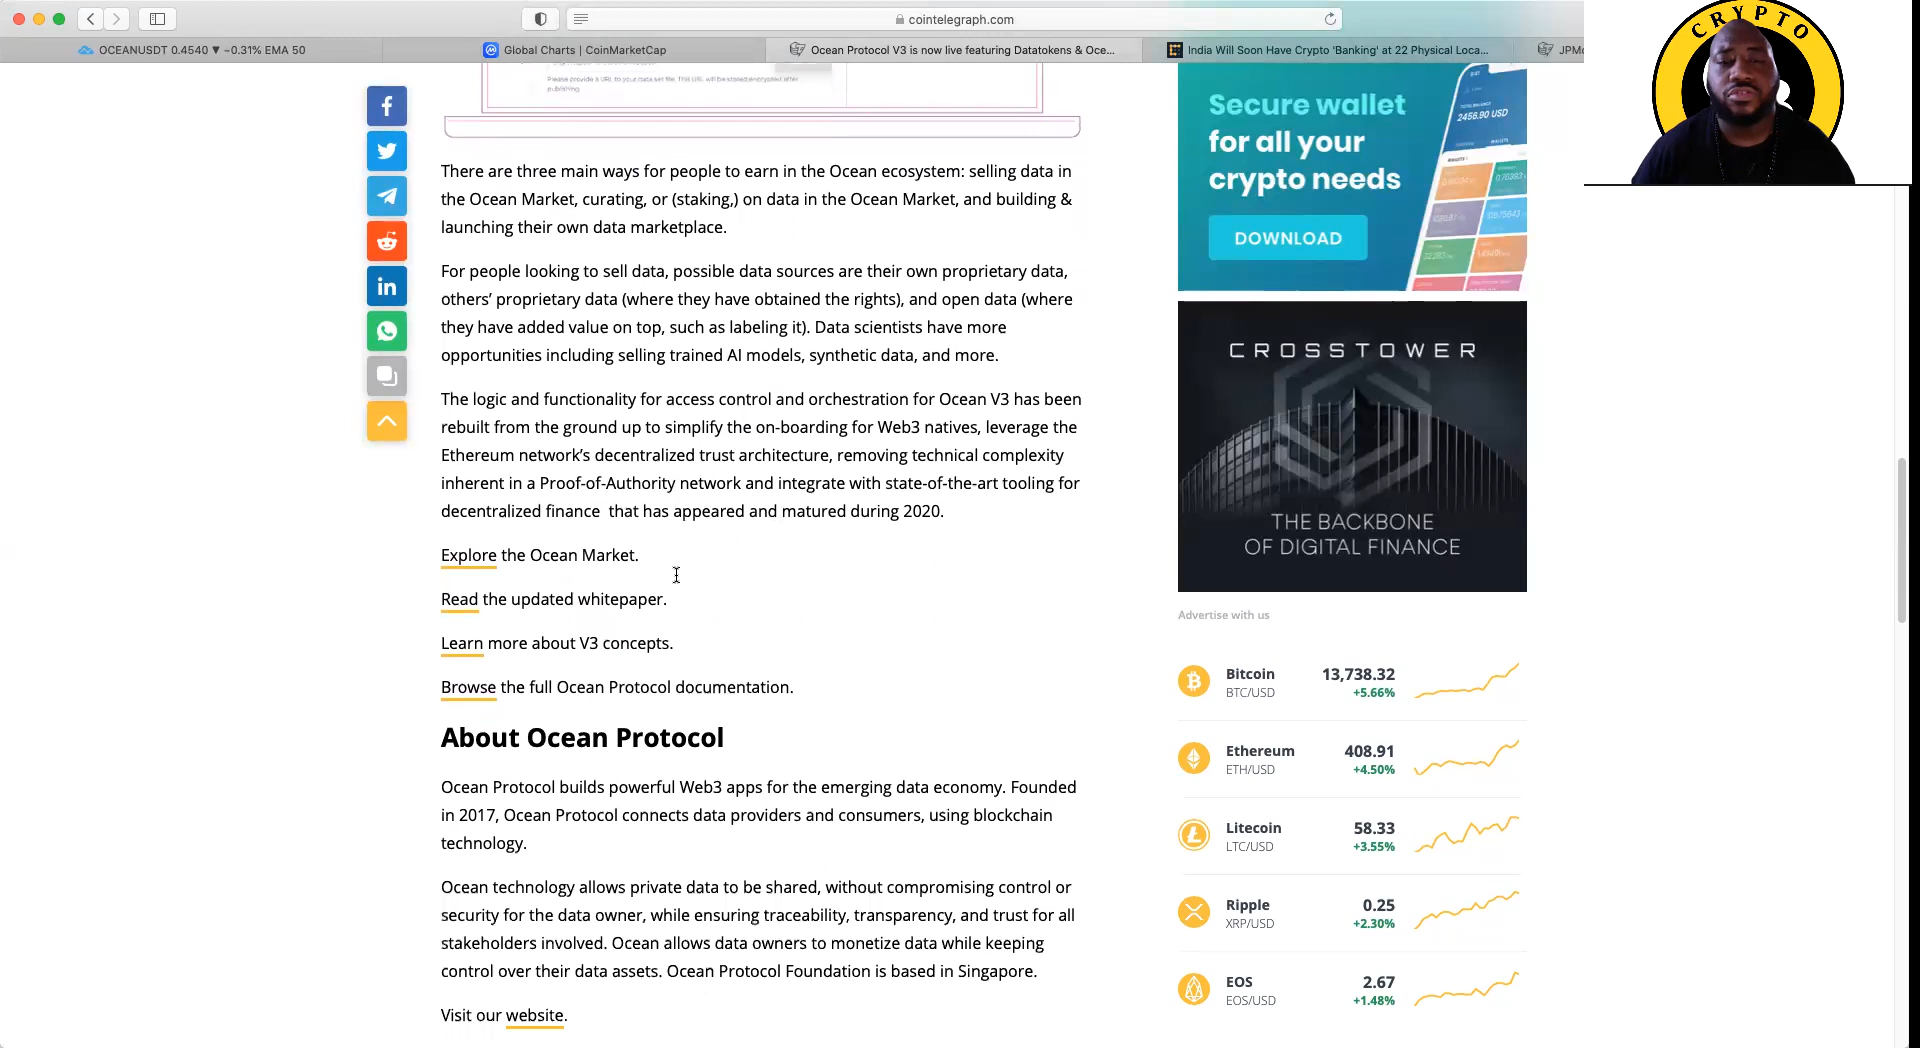 cointelegraph.com
OCEANUSDT 0.4540 ▼ −0.31% EMA 50
Global Charts | CoinMarketCap
Ocean Protocol V3 is now live featuring Datatokens & Oce...
India Will Soon Have Crypto 'Banking' at 22 Physical Loca...
JPMo
CRYPTO
Please provide a URL to your data set file. This URL will be stored encrypted after
publishing.
There are three main ways for people to earn in the Ocean ecosystem: selling data in
the Ocean Market, curating, or (staking,) on data in the Ocean Market, and building &
launching their own data marketplace.
For people looking to sell data, possible data sources are their own proprietary data,
others’ proprietary data (where they have obtained the rights), and open data (where
they have added value on top, such as labeling it). Data scientists have more
opportunities including selling trained AI models, synthetic data, and more.
The logic and functionality for access control and orchestration for Ocean V3 has been
rebuilt from the ground up to simplify the on-boarding for Web3 natives, leverage the
Ethereum network’s decentralized trust architecture, removing technical complexity
inherent in a Proof-of-Authority network and integrate with state-of-the-art tooling for
decentralized finance  that has appeared and matured during 2020.
Explore the Ocean Market.
Read the updated whitepaper.
Learn more about V3 concepts.
Browse the full Ocean Protocol documentation.
About Ocean Protocol
Ocean Protocol builds powerful Web3 apps for the emerging data economy. Founded
in 2017, Ocean Protocol connects data providers and consumers, using blockchain
technology.
Ocean technology allows private data to be shared, without compromising control or
security for the data owner, while ensuring traceability, transparency, and trust for all
stakeholders involved. Ocean allows data owners to monetize data while keeping
control over their data assets. Ocean Protocol Foundation is based in Singapore.
Visit our website.
Secure wallet
for all your
crypto needs
DOWNLOAD
2456.90 USD
CROSSTOWER
THE BACKBONE
OF DIGITAL FINANCE
Advertise with us
Bitcoin 13,738.32
BTC/USD +5.66%
Ethereum 408.91
ETH/USD +4.50%
Litecoin 58.33
LTC/USD +3.55%
Ripple 0.25
XRP/USD +2.30%
EOS 2.67
EOS/USD +1.48%